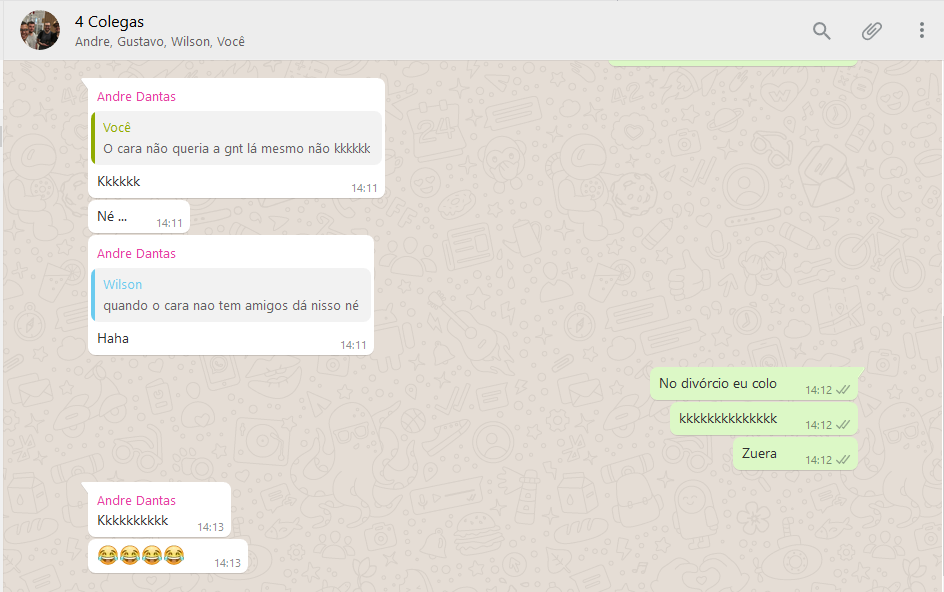 4 Colegas
Andre, Gustavo, Wilson, Você
Andre Dantas
Você
O cara não queria a gnt lá mesmo não kkkkkk
Kkkkkk
14:11
Né ...
14:11
Andre Dantas
Wilson
quando o cara nao tem amigos dá nisso né
Haha
14:11
No divórcio eu colo
14:12
kkkkkkkkkkkkkk
14:12
Zuera
14:12
Andre Dantas
Kkkkkkkkkk
14:13
😂😂😂😂
14:13